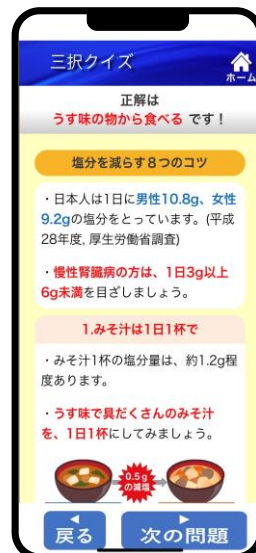 三択クイズ
ホーム
正解は
うす味の物から食べる です！
塩分を減らす８つのコツ
・日本人は1日に男性10.8g、女性
9.2gの塩分をとっています。(平成
28年度, 厚生労働省調査)
・慢性腎臓病の方は、1日3g以上
6g未満を目ざしましょう。
1.みそ汁は1日1杯で
・みそ汁1杯の塩分量は、約1.2g程
度あります。
・うす味で具だくさんのみそ汁
を、1日1杯にしてみましょう。
0.5g
の減塩
戻る
次の問題